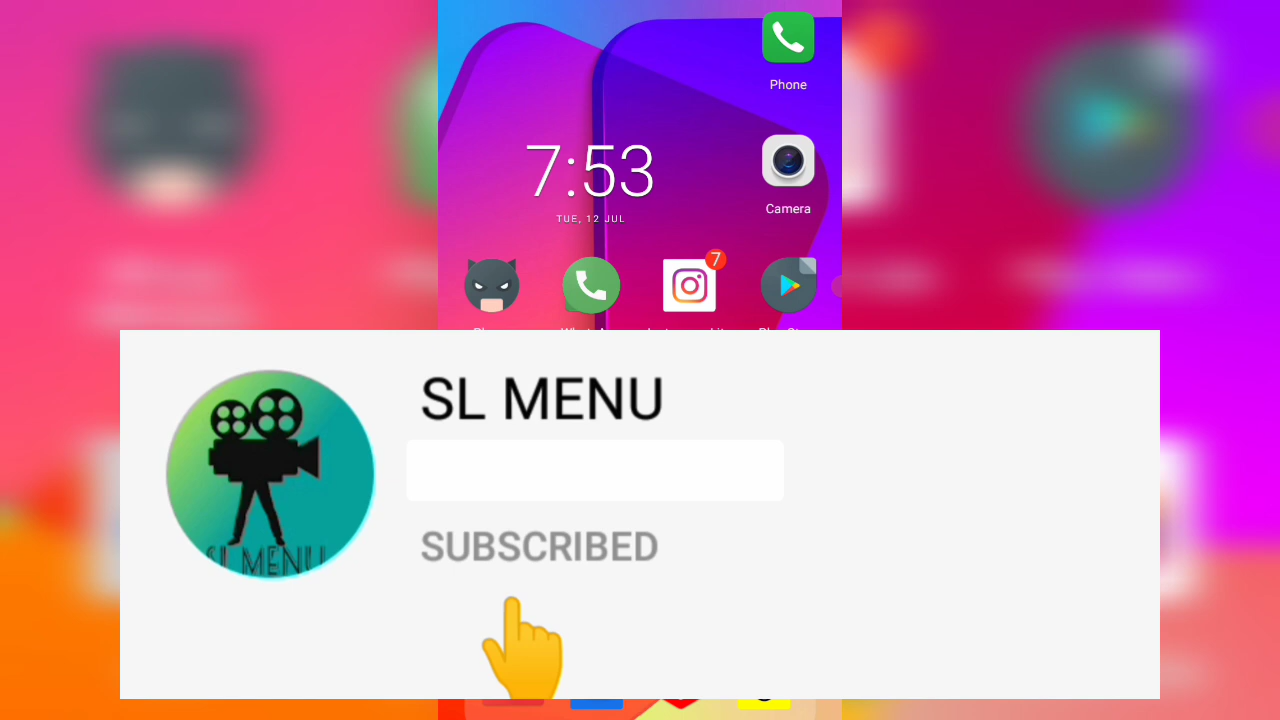 Phone
7:53
TUE, 12 JUL
Camera
7
SL MENU
SUBSCRIBED
SL MENU